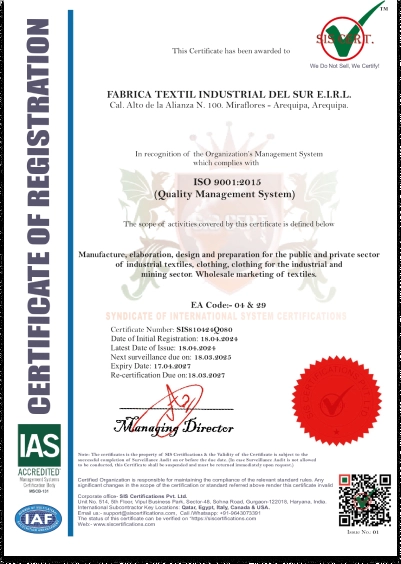 CERTIFICATE OF REGISTRATION
SIS CERT.
TM
We Do Not Sell, We Certify!
This Certificate has been awarded to
FABRICA TEXTIL INDUSTRIAL DEL SUR E.I.R.L.
Cal. Alto de la Alianza N. 100. Miraflores - Arequipa, Arequipa.
In recognition of the Organization's Management System
which complies with
ISO 9001:2015
(Quality Management System)
The scope of activities covered by this certificate is defined below
Manufacture, elaboration, design and preparation for the public and private sector
of industrial textiles, clothing, clothing for the industrial and
mining sector. Wholesale marketing of textiles.
EA Code:- 04 & 29
SYNDICATE OF INTERNATIONAL SYSTEM CERTIFICATIONS
Certificate Number: SIS810424Q080
Date of Initial Registration: 18.04.2024
Latest Date of Issue: 18.04.2024
Next surveillance due on: 18.03.2025
Expiry Date: 17.04.2027
Re-certification Due on:18.03.2027
Managing Director
IAS
ACCREDITED
Management Systems
Certification Body
MSCB-131
IAF
Note: The certificate is the property of SIS Certifications & the Validity of the Certificate is subject to the
successful completion of Surveillance Audit on or before the due date. (In case Surveillance Audit is not allowed
to be conducted, this Certificate shall be suspended and must be returned immediately upon request.)
Certified Organization is responsible for maintaining the compliance of the relevant standard rules. Any
significant changes in the scope of the certification or standard referred above render this certificate invalid
Corporate office- SIS Certifications Pvt. Ltd.
Unit No. 514, 5th Floor, Vipul Business Park, Sector-48, Sohna Road, Gurgaon-122018, Haryana, India.
International Subcontractor Key Locations: Qatar, Egypt, Italy, Canada & USA.
Email us:- support@siscertifications.com, Call /Whatsapp: +91-9643073391
The status of this certificate can be verified on "https://siscertifications.com
Web:- www.siscertifications.com
Issue No. 01